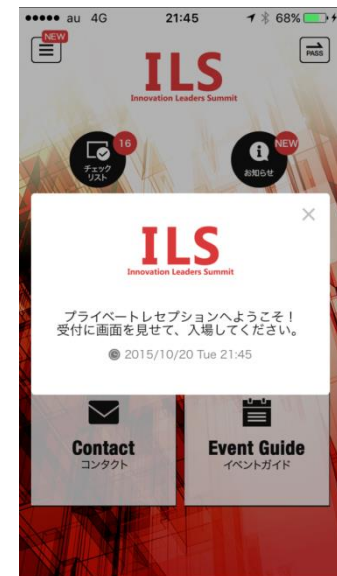 au 4G 21:45 68%
NEW
PASS
ILS
Innovation Leaders Summit
16
チェック
リスト
NEW
お知らせ
ILS
Innovation Leaders Summit
プライベートレセプションへようこそ！
受付に画面を見せて、入場してください。
2015/10/20 Tue 21:45
Contact
コンタクト
Event Guide
イベントガイド